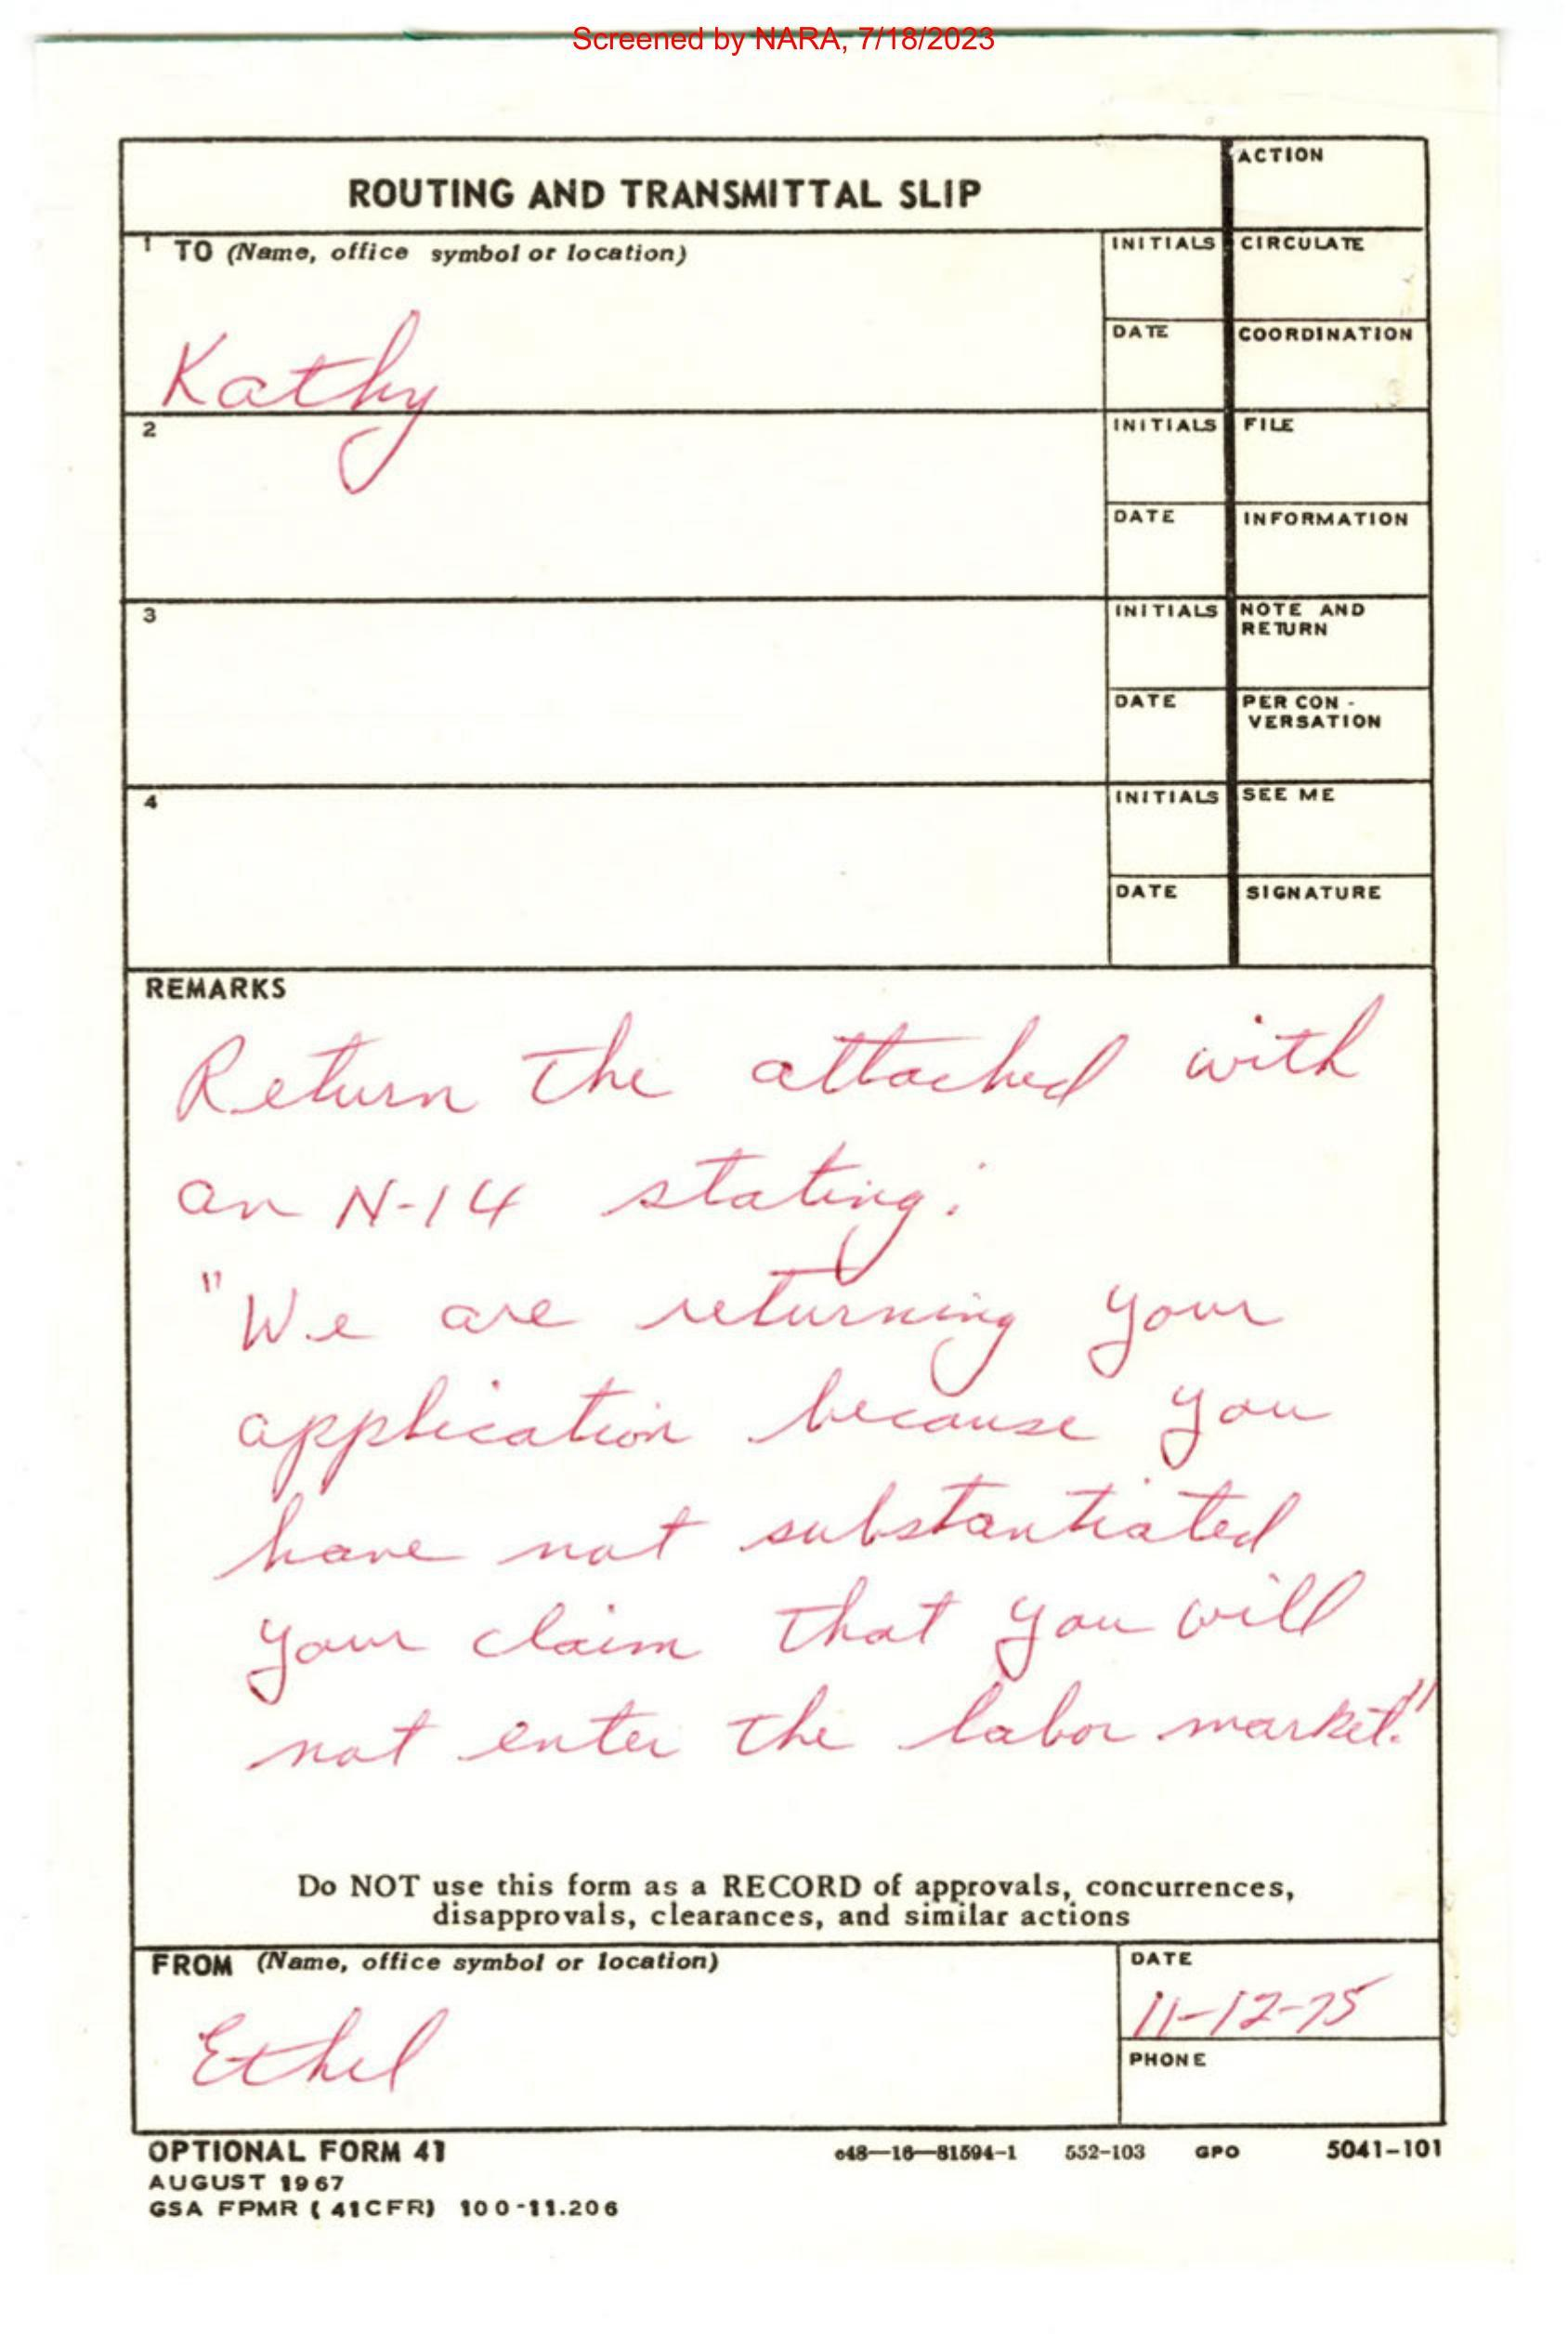 Screened by NARA, 7/18/2023
ROUTING AND TRANSMITTAL SLIP
ACTION
1 TO (Name, office symbol or location)
INITIALS
CIRCULATE
Kathy
DATE
COORDINATION
2
INITIALS
FILE
DATE
INFORMATION
3
INITIALS
NOTE AND
RETURN
DATE
PER CON -
VERSATION
4
INITIALS
SEE ME
DATE
SIGNATURE
REMARKS
Return the attached with
an N-14 stating:
"We are returning your
application because you
have not substantiated
your claim that you will
not enter the labor market."
Do NOT use this form as a RECORD of approvals, concurrences,
disapprovals, clearances, and similar actions
FROM (Name, office symbol or location)
DATE
Ethel
11-12-75
PHONE
OPTIONAL FORM 41
c48—16—81594-1 552-103 GPO 5041-101
AUGUST 1967
GSA FPMR ( 41CFR) 100-11.206